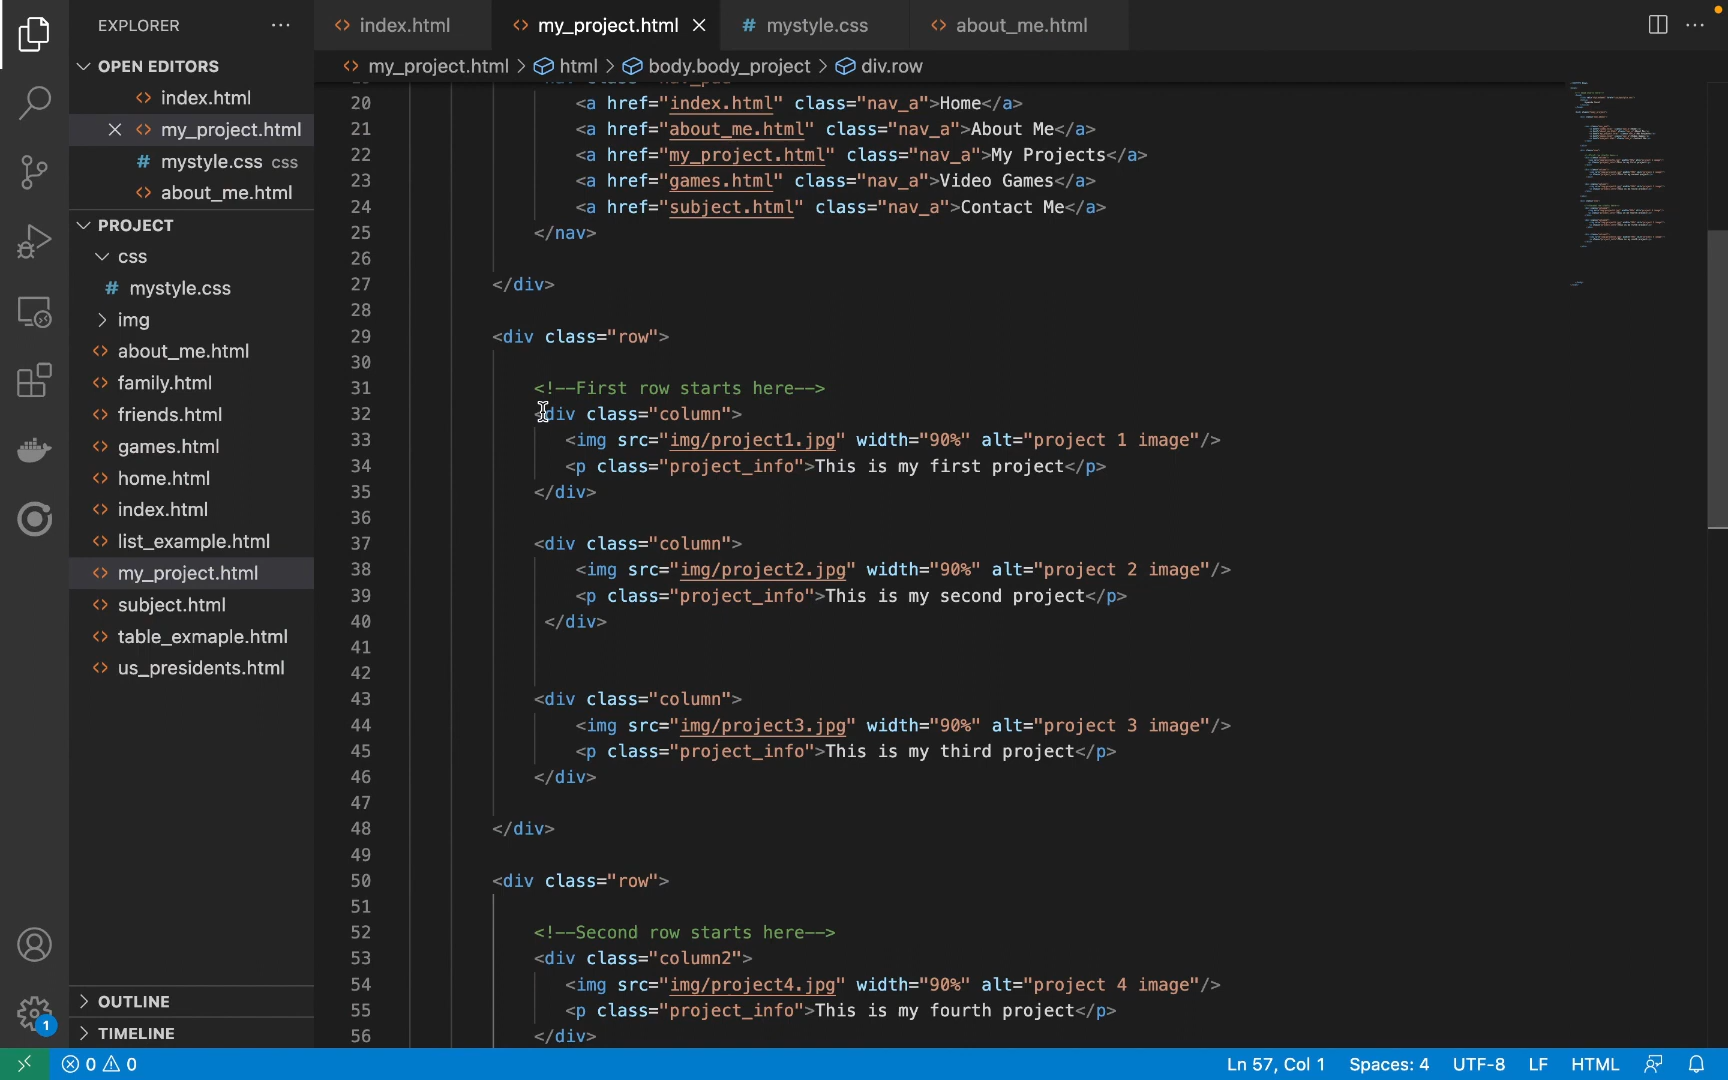 EXPLORER
OPEN EDITORS
index.html
my_project.html
mystyle.css css
about_me.html
PROJECT
css
# mystyle.css
img
about_me.html
family.html
friends.html
games.html
home.html
index.html
list_example.html
my_project.html
subject.html
table_exmaple.html
us_presidents.html
OUTLINE
TIMELINE
1
index.html my_project.html # mystyle.css about_me.html
my_project.html > html > body.body_project > div.row
20 <a href="index.html" class="nav_a">Home</a>
21 <a href="about_me.html" class="nav_a">About Me</a>
22 <a href="my_project.html" class="nav_a">My Projects</a>
23 <a href="games.html" class="nav_a">Video Games</a>
24 <a href="subject.html" class="nav_a">Contact Me</a>
25 </nav>
26
27 </div>
28
29 <div class="row">
30
31 <!--First row starts here-->
32 <div class="column">
33 <img src="img/project1.jpg" width="90%" alt="project 1 image"/>
34 <p class="project_info">This is my first project</p>
35 </div>
36
37 <div class="column">
38 <img src="img/project2.jpg" width="90%" alt="project 2 image"/>
39 <p class="project_info">This is my second project</p>
40 </div>
41
42
43 <div class="column">
44 <img src="img/project3.jpg" width="90%" alt="project 3 image"/>
45 <p class="project_info">This is my third project</p>
46 </div>
47
48 </div>
49
50 <div class="row">
51
52 <!--Second row starts here-->
53 <div class="column2">
54 <img src="img/project4.jpg" width="90%" alt="project 4 image"/>
55 <p class="project_info">This is my fourth project</p>
56 </div>
0 0 Ln 57, Col 1 Spaces: 4 UTF-8 LF HTML